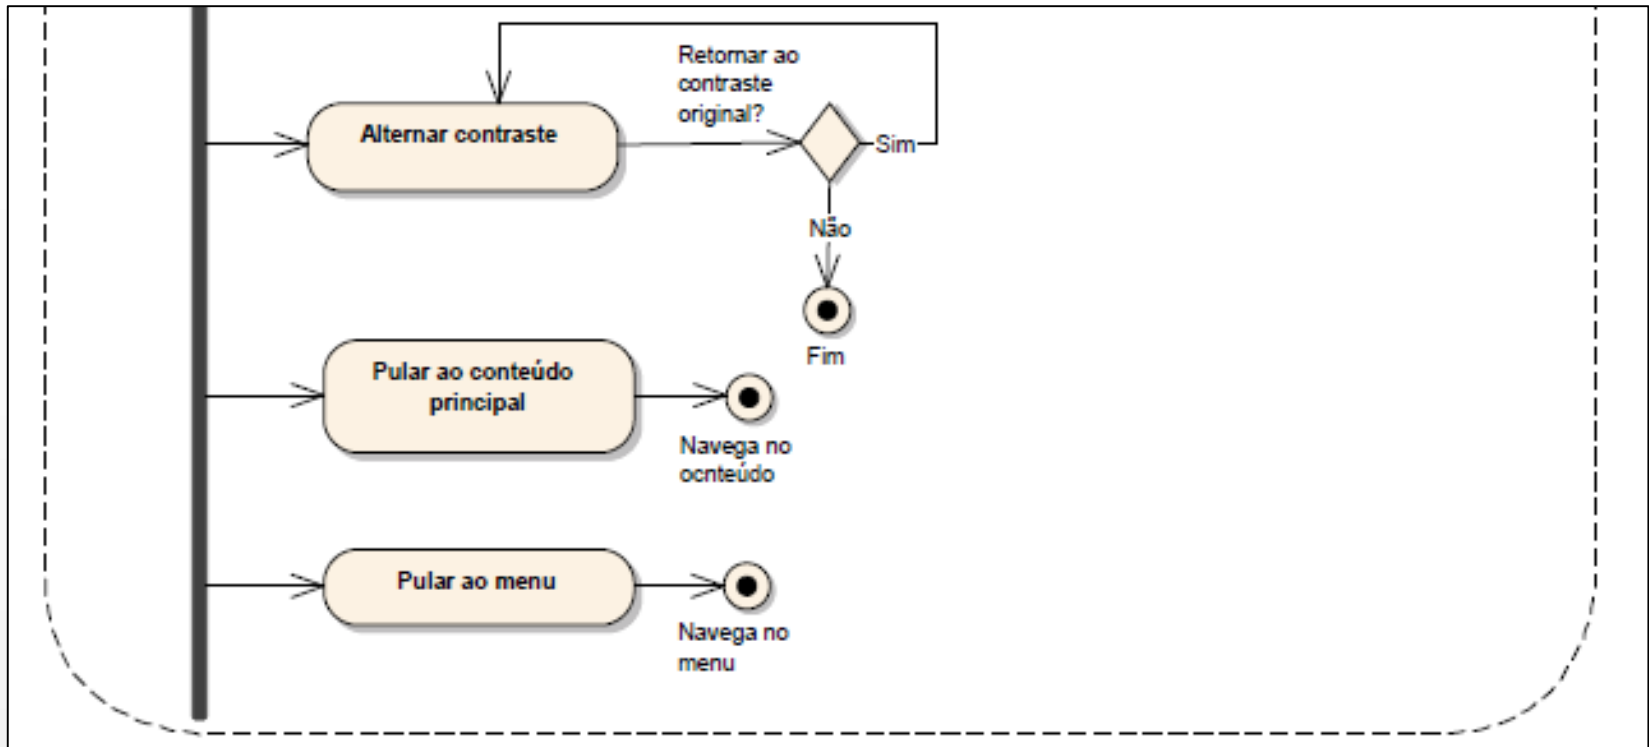 Retornar ao
contraste
original?
Alternar contraste
Sim
Não
Fim
Pular ao conteúdo
principal
Navega no
ocnteúdo
Pular ao menu
Navega no
menu